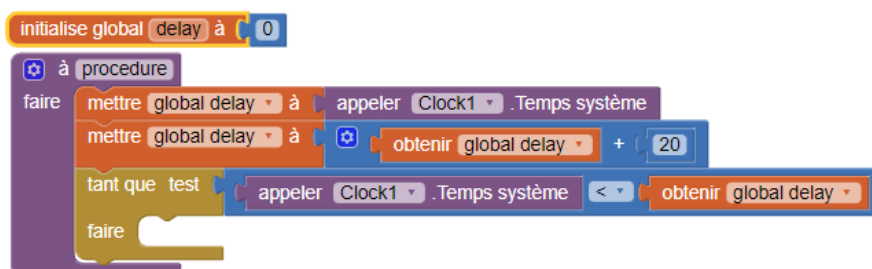 initialise global delay à 0
à procedure
faire mettre global delay à appeler Clock1 .Temps système
mettre global delay à obtenir global delay + 20
tant que test appeler Clock1 .Temps système < obtenir global delay
faire